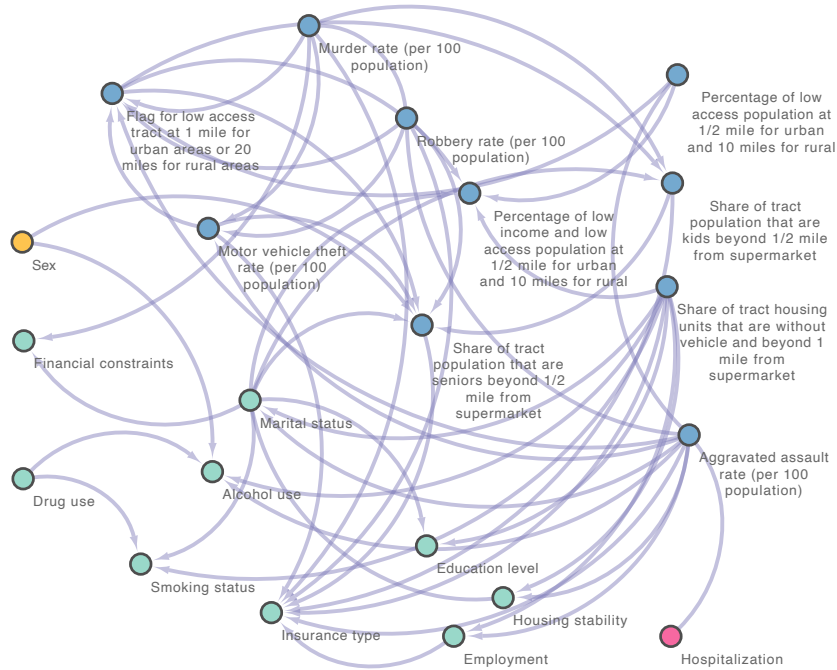 Murder rate (per 100
population)
Percentage of low
access population at
1/2 mile for urban
and 10 miles for rural
Flag for low access
tract at 1 mile for
urban areas or 20
miles for rural areas
Robbery rate (per 100
population)
Share of tract
population that are
kids beyond 1/2 mile
from supermarket
Percentage of low
income and low
access population at
1/2 mile for urban
and 10 miles for rural
Motor vehicle theft
rate (per 100
population)
Sex
Share of tract housing
units that are without
vehicle and beyond 1
mile from
supermarket
Share of tract
population that are
seniors beyond 1/2
mile from
supermarket
Financial constraints
Marital status
Aggravated assault
rate (per 100
population)
Alcohol use
Drug use
Education level
Smoking status
Housing stability
Insurance type
Employment
Hospitalization